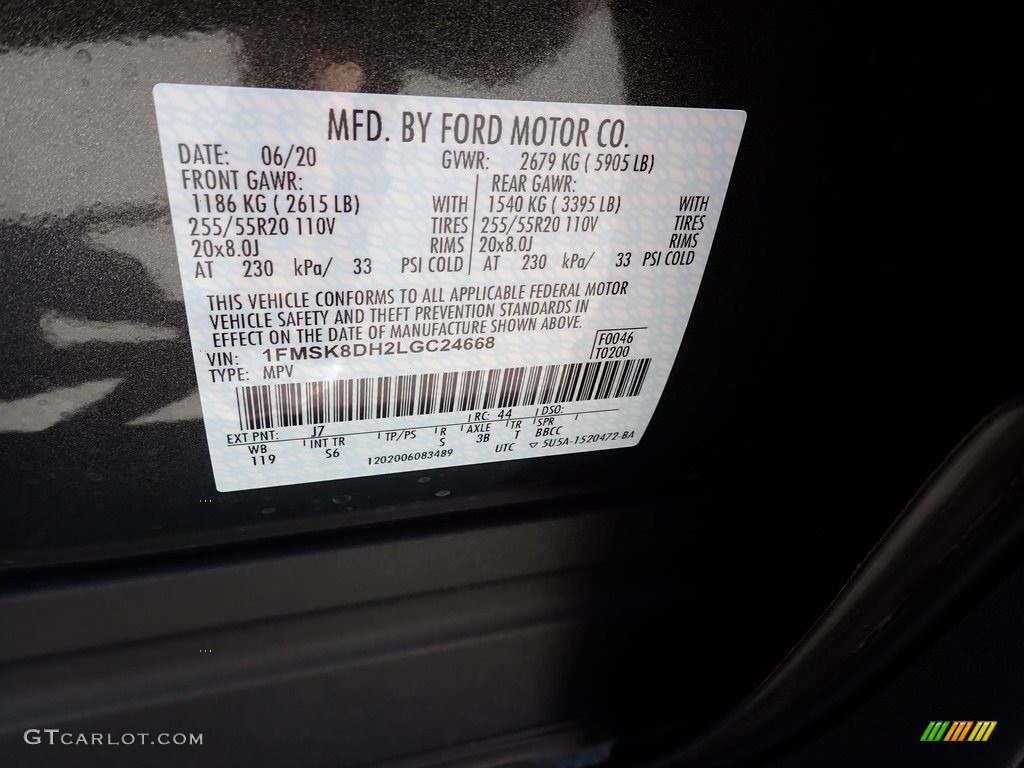 MFD. BY FORD MOTOR CO.
DATE: 06/20 GVWR: 2679 KG ( 5905 LB)
FRONT GAWR: REAR GAWR:
1186 KG ( 2615 LB) WITH 1540 KG ( 3395 LB) WITH
255/55R20 110V TIRES 255/55R20 110V TIRES
20x8.0J RIMS 20x8.0J RIMS
AT 230 kPa/ 33 PSI COLD AT 230 kPa/ 33 PSI COLD
THIS VEHICLE CONFORMS TO ALL APPLICABLE FEDERAL MOTOR
VEHICLE SAFETY AND THEFT PREVENTION STANDARDS IN
EFFECT ON THE DATE OF MANUFACTURE SHOWN ABOVE.
VIN: 1FMSK8DH2LGC24668 F0046
TYPE: MPV T0200
EXT PNT: J7 RC: 44 DSO:
WB INT TR TP/PS R AXLE TR SPR
119 S6 S 3B T BBCC
1202006083489 UTC ▽ 5U5A-1520472-BA
GTCARLOT.COM